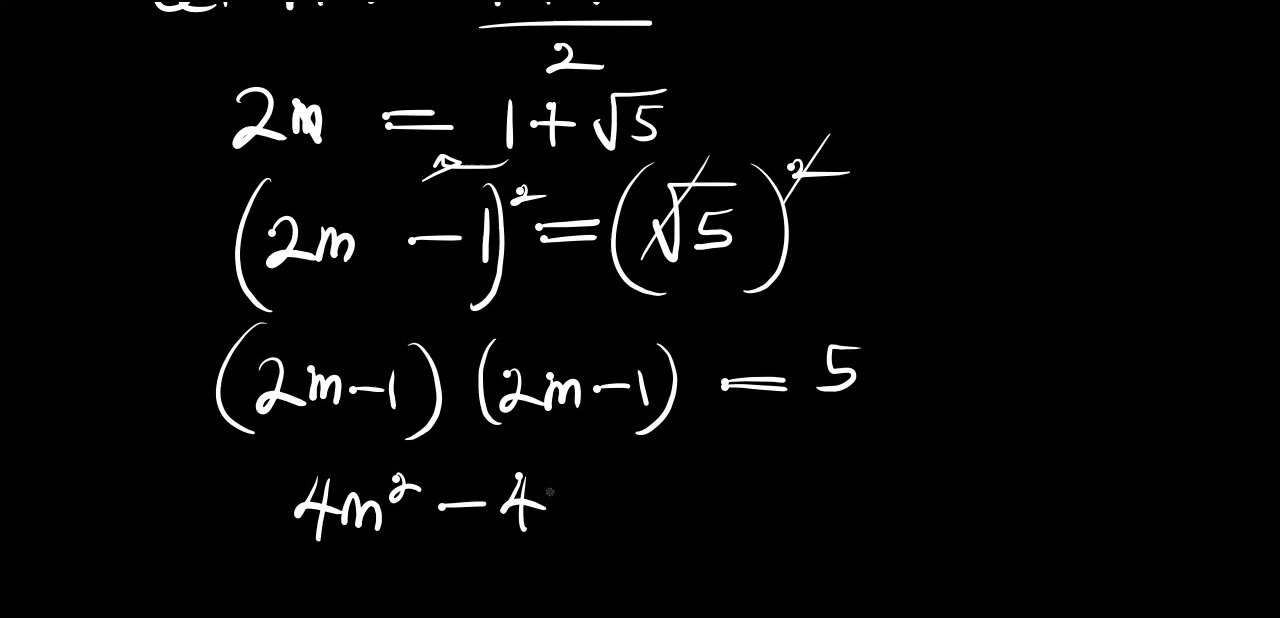 2
2m = 1 + √5
(2m - 1)² = (√5)²
(2m-1) (2m-1) = 5
4m² - 4